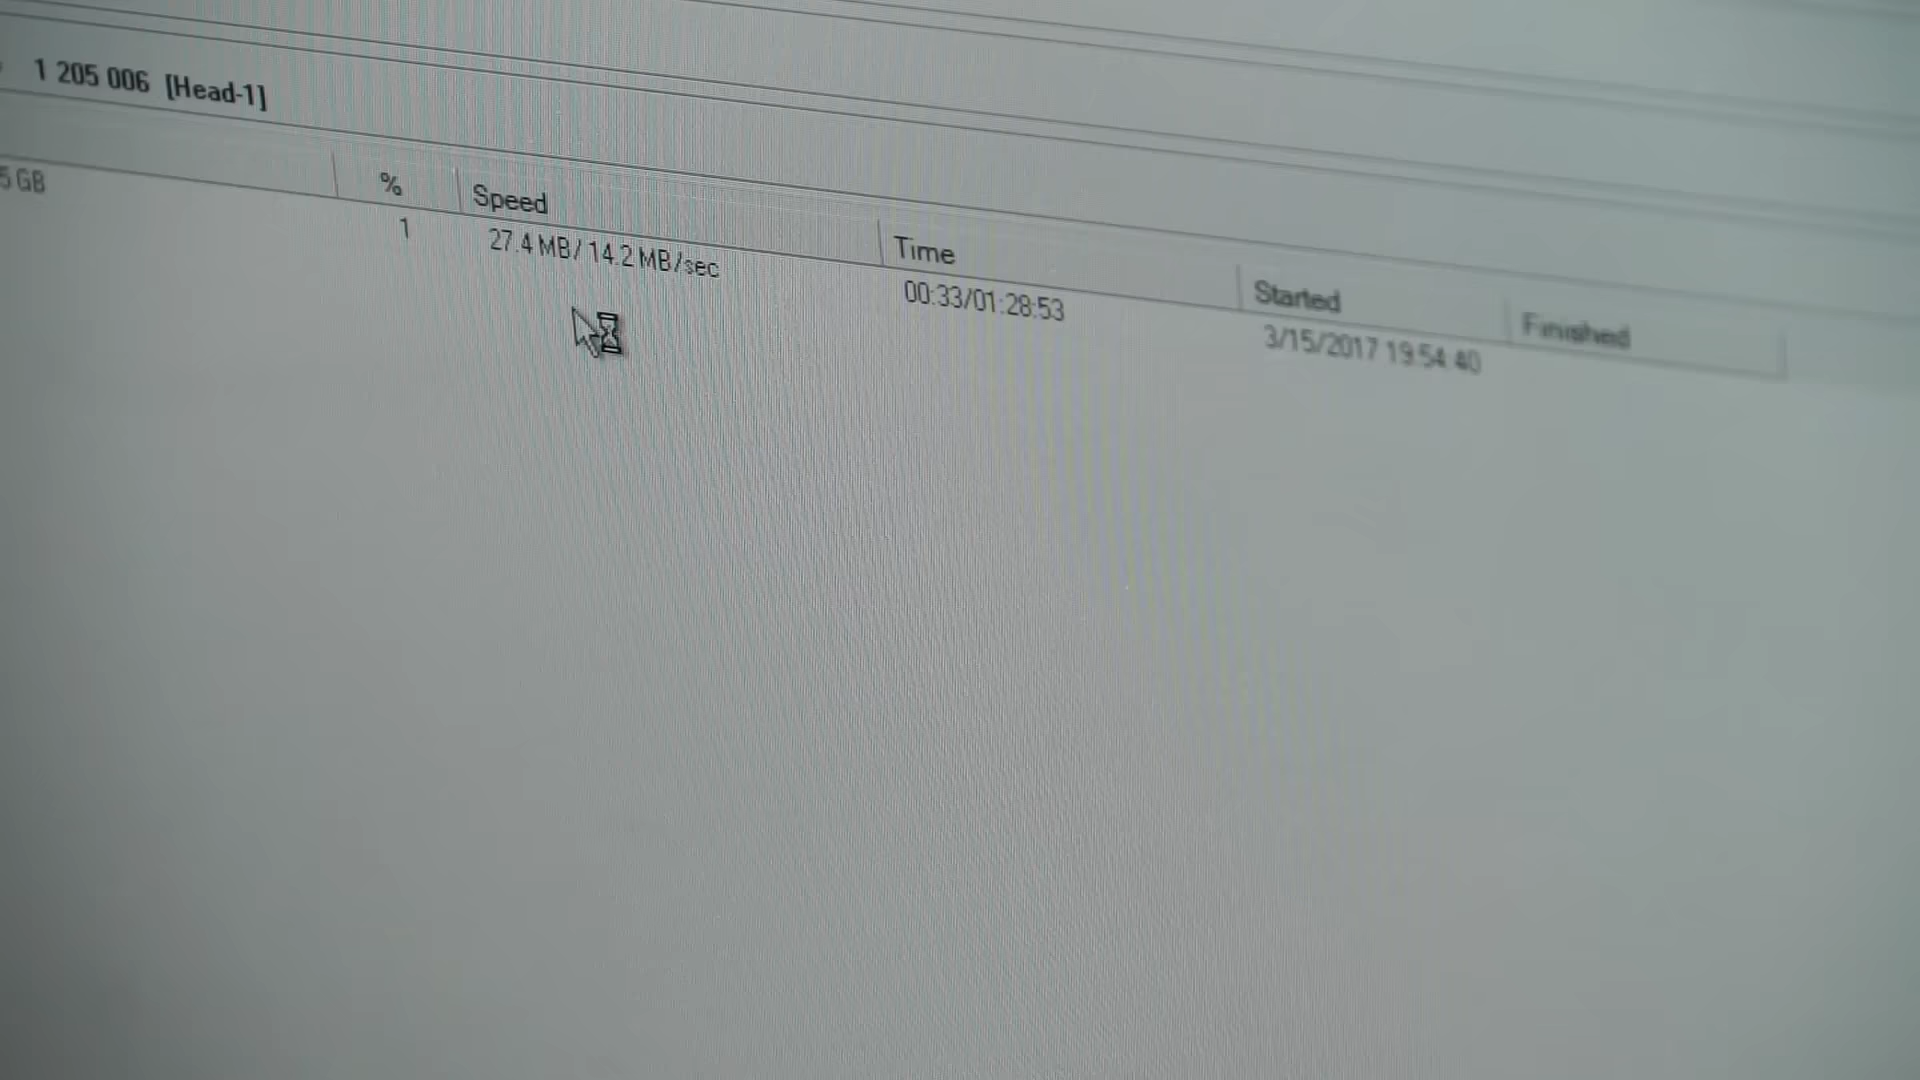 1 205 006 [Head-1]
% Speed Time Started Finished
5 GB 1 27.4 MB/ 14.2 MB/sec 00:33/01:28:53 3/15/2017 19:54:40